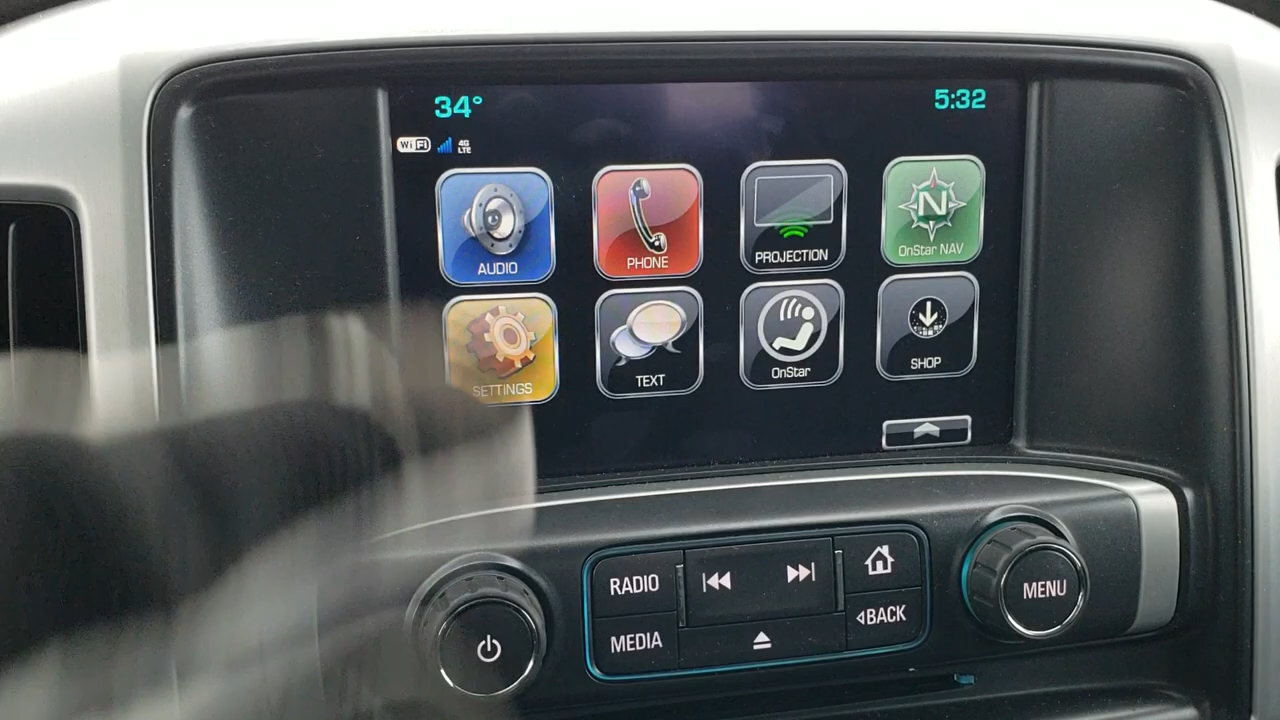 34° 5:32
WiFi 4G LTE
AUDIO PHONE PROJECTION N OnStar NAV
SETTINGS TEXT OnStar SHOP
RADIO
MEDIA
BACK
MENU